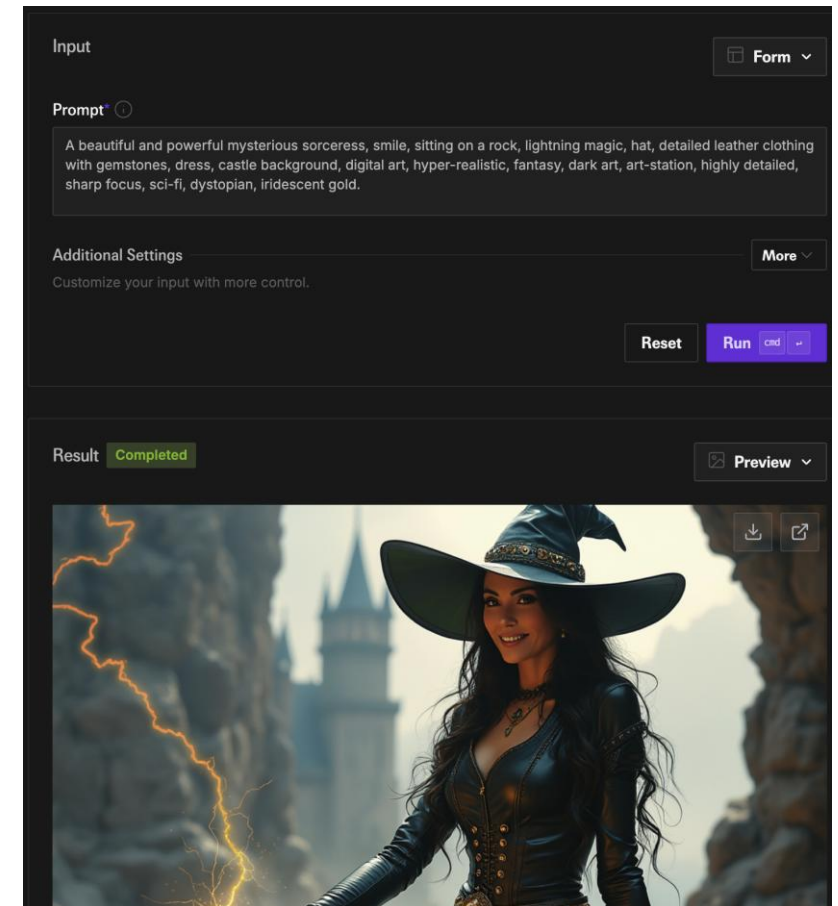 Input
Form
Prompt*
A beautiful and powerful mysterious sorceress, smile, sitting on a rock, lightning magic, hat, detailed leather clothing
with gemstones, dress, castle background, digital art, hyper-realistic, fantasy, dark art, art-station, highly detailed,
sharp focus, sci-fi, dystopian, iridescent gold.
Additional Settings
More
Customize your input with more control.
Reset
Run cmd ↵
Result Completed
Preview